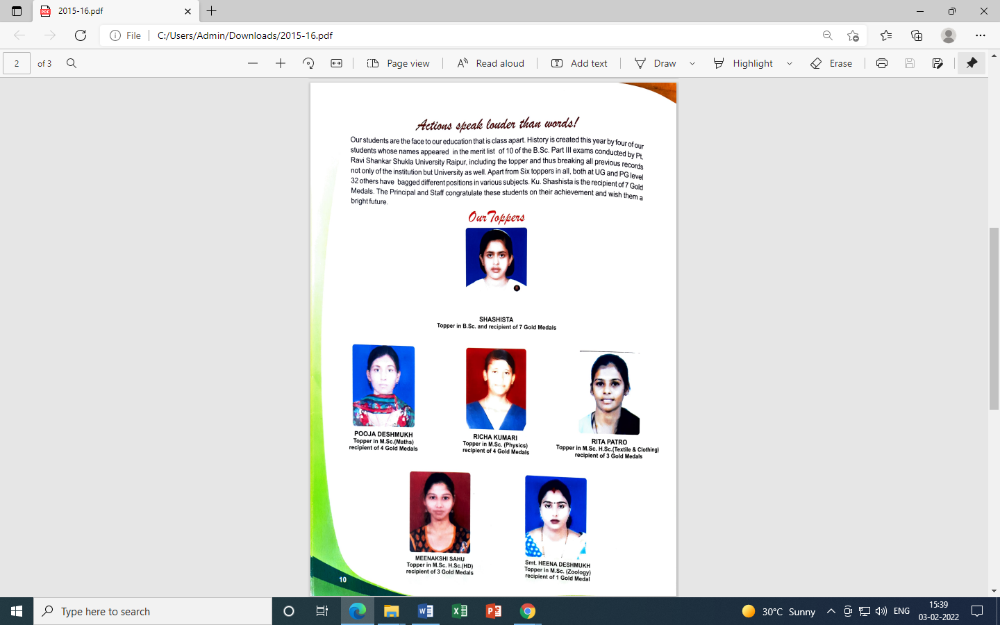 2015-16.pdf
File
C:/Users/Admin/Downloads/2015-16.pdf
2 of 3
Page view
Read aloud
Add text
Draw
Highlight
Erase
Actions speak louder than words!
Our students are the face to our education that is class apart. History is created this year by four of our
students whose names appeared in the merit list of 10 of the B.Sc. Part III exams conducted by Pt.
Ravi Shankar Shukla University Raipur, including the topper and thus breaking all previous records
not only of the institution but University as well. Apart from Six toppers in all, both at UG and PG level
32 others have bagged different positions in various subjects. Ku. Shashista is the recipient of 7 Gold
Medals. The Principal and Staff congratulate these students on their achievement and wish them a
bright future.
Our Toppers
SHASHISTA
Topper in B.Sc. and recipient of 7 Gold Medals
POOJA DESHMUKH
Topper in M.Sc.(Maths)
recipient of 4 Gold Medals
RICHA KUMARI
Topper in M.Sc. (Physics)
recipient of 4 Gold Medals
RITA PATRO
Topper in M.Sc. H.Sc.(Textile & Clothing)
recipient of 3 Gold Medals
MEENAKSHI SAHU
Topper in M.Sc. H.Sc.(HD)
recipient of 3 Gold Medals
Smt. HEENA DESHMUKH
Topper in M.Sc. (Zoology)
recipient of 1 Gold Medal
10
Type here to search
30°C Sunny
ENG
15:39
03-02-2022